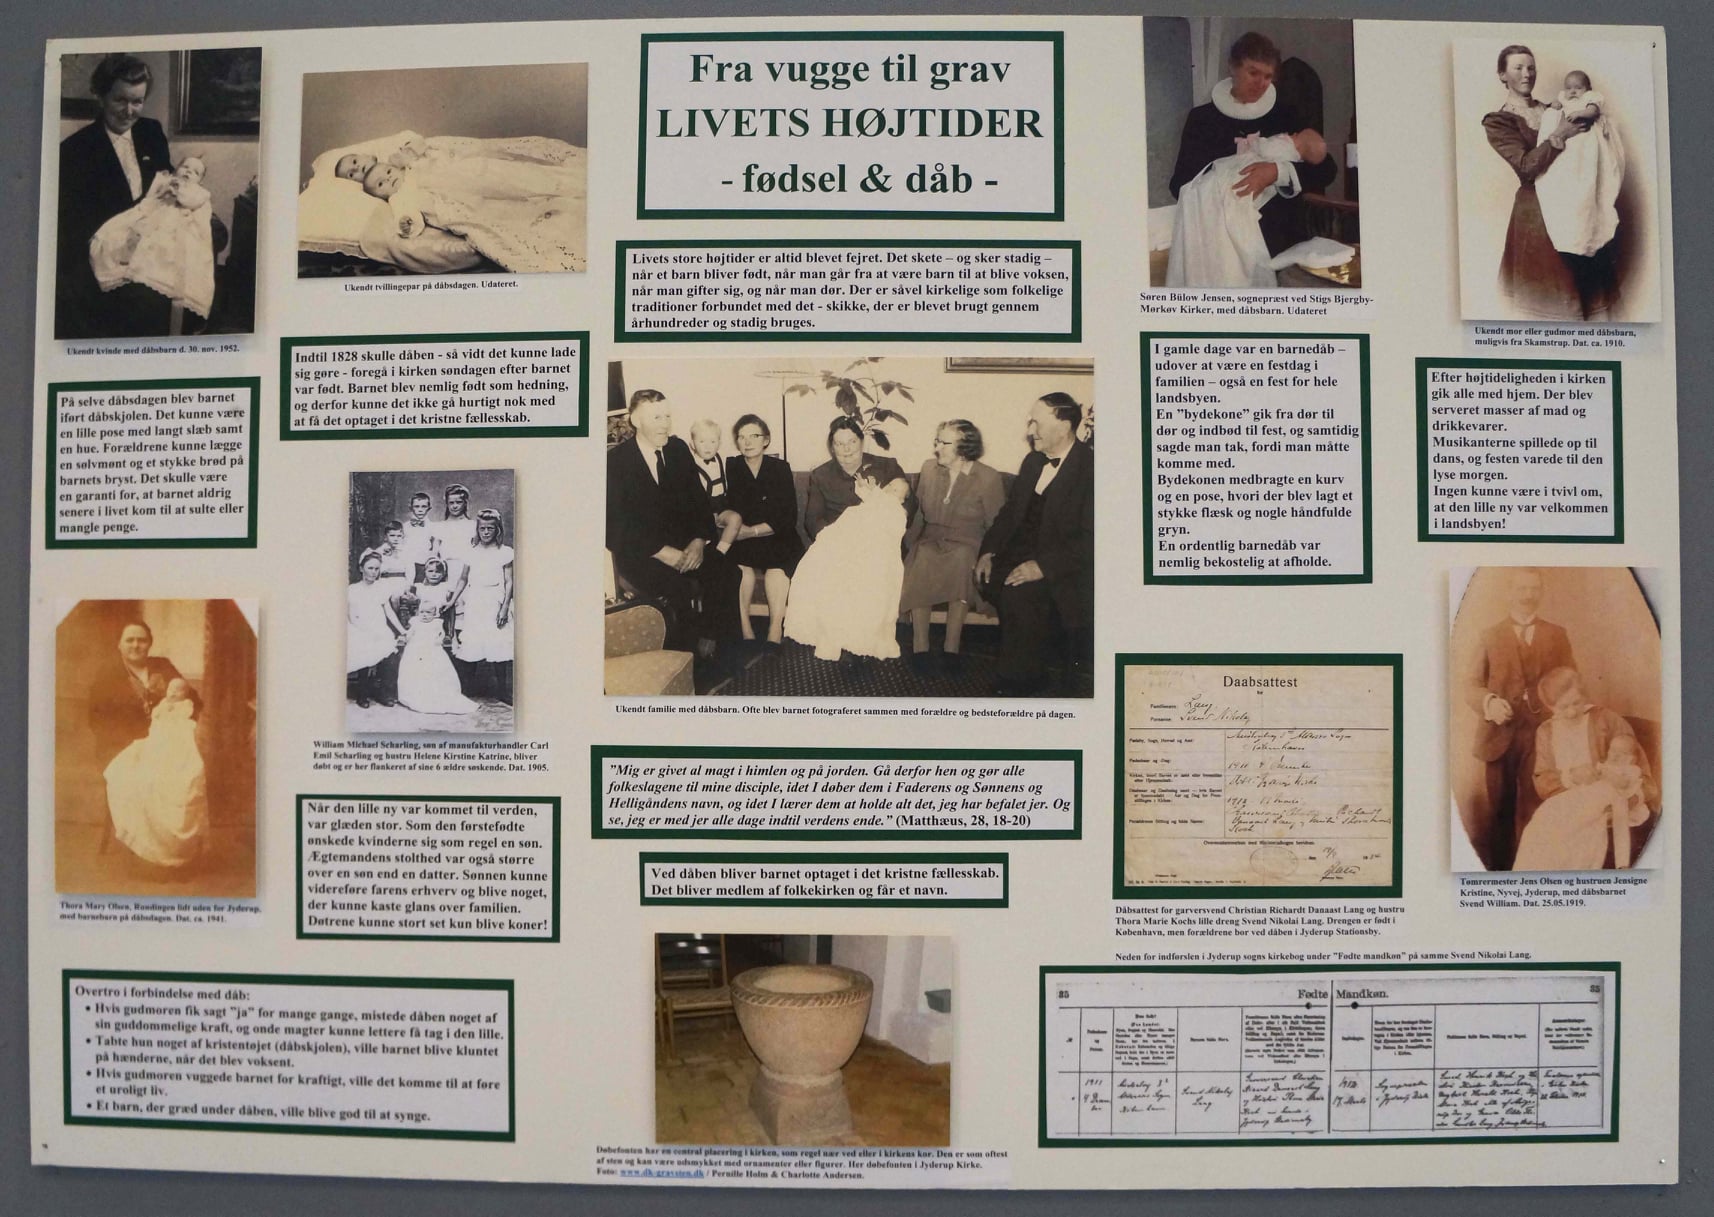 Fra vugge til grav
LIVETS HØJTIDER
- fødsel & dåb -
Livets store højtider er altid blevet fejret. Det skete – og sker stadig –
når et barn bliver født, når man går fra at være barn til at blive voksen,
når man gifter sig, og når man dør. Der er såvel kirkelige som folkelige
traditioner forbundet med det - skikke, der er blevet brugt gennem
århundreder og stadig bruges.
Ukendt kvinde med dåbsbarn d. 30. nov. 1952.
På selve dåbsdagen blev barnet
iført dåbskjolen. Det kunne være
en lille pose med langt slæb samt
en hue. Forældrene kunne lægge
en sølvmønt og et stykke brød på
barnets bryst. Det skulle være
en garanti for, at barnet aldrig
senere i livet kom til at sulte eller
mangle penge.
Thora Mary Olsen, Rundingen lidt uden for Jyderup,
med barnebarn på dåbsdagen. Dat. ca. 1941.
Ukendt tvillingepar på dåbsdagen. Udateret.
Indtil 1828 skulle dåben - så vidt det kunne lade
sig gøre - foregå i kirken søndagen efter barnet
var født. Barnet blev nemlig født som hedning,
og derfor kunne det ikke gå hurtigt nok med
at få det optaget i det kristne fællesskab.
William Michael Scharling, søn af manufakturhandler Carl
Emil Scharling og hustru Helene Kirstine Katrine, bliver
døbt og er her flankeret af sine 6 ældre søskende. Dat. 1905.
Når den lille ny var kommet til verden,
var glæden stor. Som den førstefødte
ønskede kvinderne sig som regel en søn.
Ægtemandens stolthed var også større
over en søn end en datter. Sønnen kunne
videreføre farens erhverv og blive noget,
der kunne kaste glans over familien.
Døtrene kunne stort set kun blive koner!
Overtro i forbindelse med dåb:
• Hvis gudmoren fik sagt "ja" for mange gange, mistede dåben noget af
sin guddommelige kraft, og onde magter kunne lettere få tag i den lille.
• Tabte hun noget af kristentøjet (dåbskjolen), ville barnet blive kluntet
på hænderne, når det blev voksent.
• Hvis gudmoren vuggede barnet for kraftigt, ville det komme til at føre
et uroligt liv.
• Et barn, der græd under dåben, ville blive god til at synge.
Ukendt familie med dåbsbarn. Ofte blev barnet fotograferet sammen med forældre og bedsteforældre på dagen.
"Mig er givet al magt i himlen og på jorden. Gå derfor hen og gør alle
folkeslagene til mine disciple, idet I døber dem i Faderens og Sønnens og
Helligåndens navn, og idet I lærer dem at holde alt det, jeg har befalet jer. Og
se, jeg er med jer alle dage indtil verdens ende." (Matthæus, 28, 18-20)
Ved dåben bliver barnet optaget i det kristne fællesskab.
Det bliver medlem af folkekirken og får et navn.
Døbefonten har en central placering i kirken, som regel nær ved eller i kirkens kor. Den er som oftest
af sten og kan være udsmykket med ornamenter eller figurer. Her døbefonten i Jyderup Kirke.
Foto: www.dk-gravsten.dk / Pernille Holm & Charlotte Andersen.
Søren Bülow Jensen, sognepræst ved Stigs Bjergby-
Mørkøv Kirker, med dåbsbarn. Udateret
I gamle dage var en barnedåb –
udover at være en festdag i
familien – også en fest for hele
landsbyen.
En "bydekone" gik fra dør til
dør og indbød til fest, og samtidig
sagde man tak, fordi man måtte
komme med.
Bydekonen medbragte en kurv
og en pose, hvori der blev lagt et
stykke flæsk og nogle håndfulde
gryn.
En ordentlig barnedåb var
nemlig bekostelig at afholde.
Ukendt mor eller gudmor med dåbsbarn,
muligvis fra Skamstrup. Dat. ca. 1910.
Efter højtideligheden i kirken
gik alle med hjem. Der blev
serveret masser af mad og
drikkevarer.
Musikanterne spillede op til
dans, og festen varede til den
lyse morgen.
Ingen kunne være i tvivl om,
at den lille ny var velkommen
i landsbyen!
Daabsattest
for
Familienavn: Lang.
Fornavne: Svend Nikolaj
Fødeaar og -Dag:
1911
1912
Forældrenes Stilling og fulde Navne:
Dåbsattest for garversvend Christian Richardt Danaast Lang og hustru
Thora Marie Kochs lille dreng Svend Nikolai Lang. Drengen er født i
København, men forældrene bor ved dåben i Jyderup Stationsby.
Tømrermester Jens Olsen og hustruen Jensigne
Kristine, Nyvej, Jyderup, med dåbsbarnet
Svend William. Dat. 25.05.1919.
Neden for indførslen i Jyderup sogns kirkebog under "Fødte mandkøn" på samme Svend Nikolai Lang.
85 Fødte Mandkøn. 85
1911
Svend Nikolaj
Lang
1912